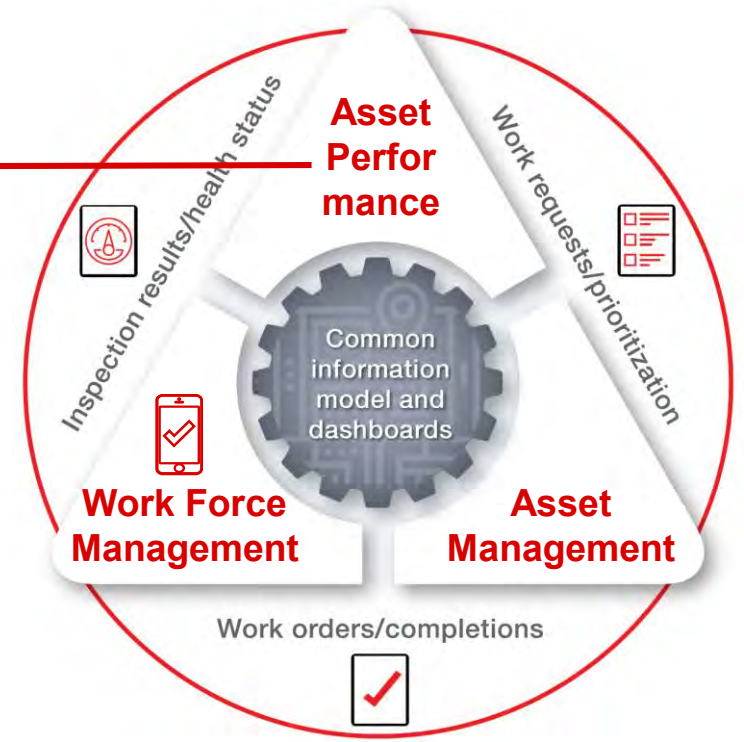 Asset
Perfor
mance
Inspection results/health status
Work requests/prioritization
Common
information
model and
dashboards
Work Force
Management
Asset
Management
Work orders/completions